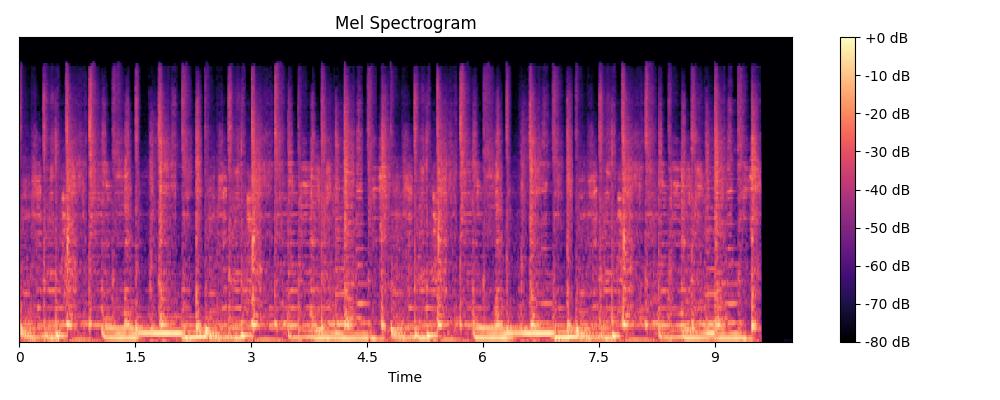 Mel Spectrogram
+0 dB
-10 dB
-20 dB
-30 dB
-40 dB
-50 dB
-60 dB
-70 dB
-80 dB
0 1.5 3 4.5 6 7.5 9
Time